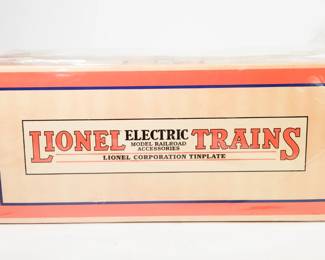 LIONEL ELECTRIC TRAINS
MODEL RAILROAD
ACCESSORIES
LIONEL CORPORATION TINPLATE